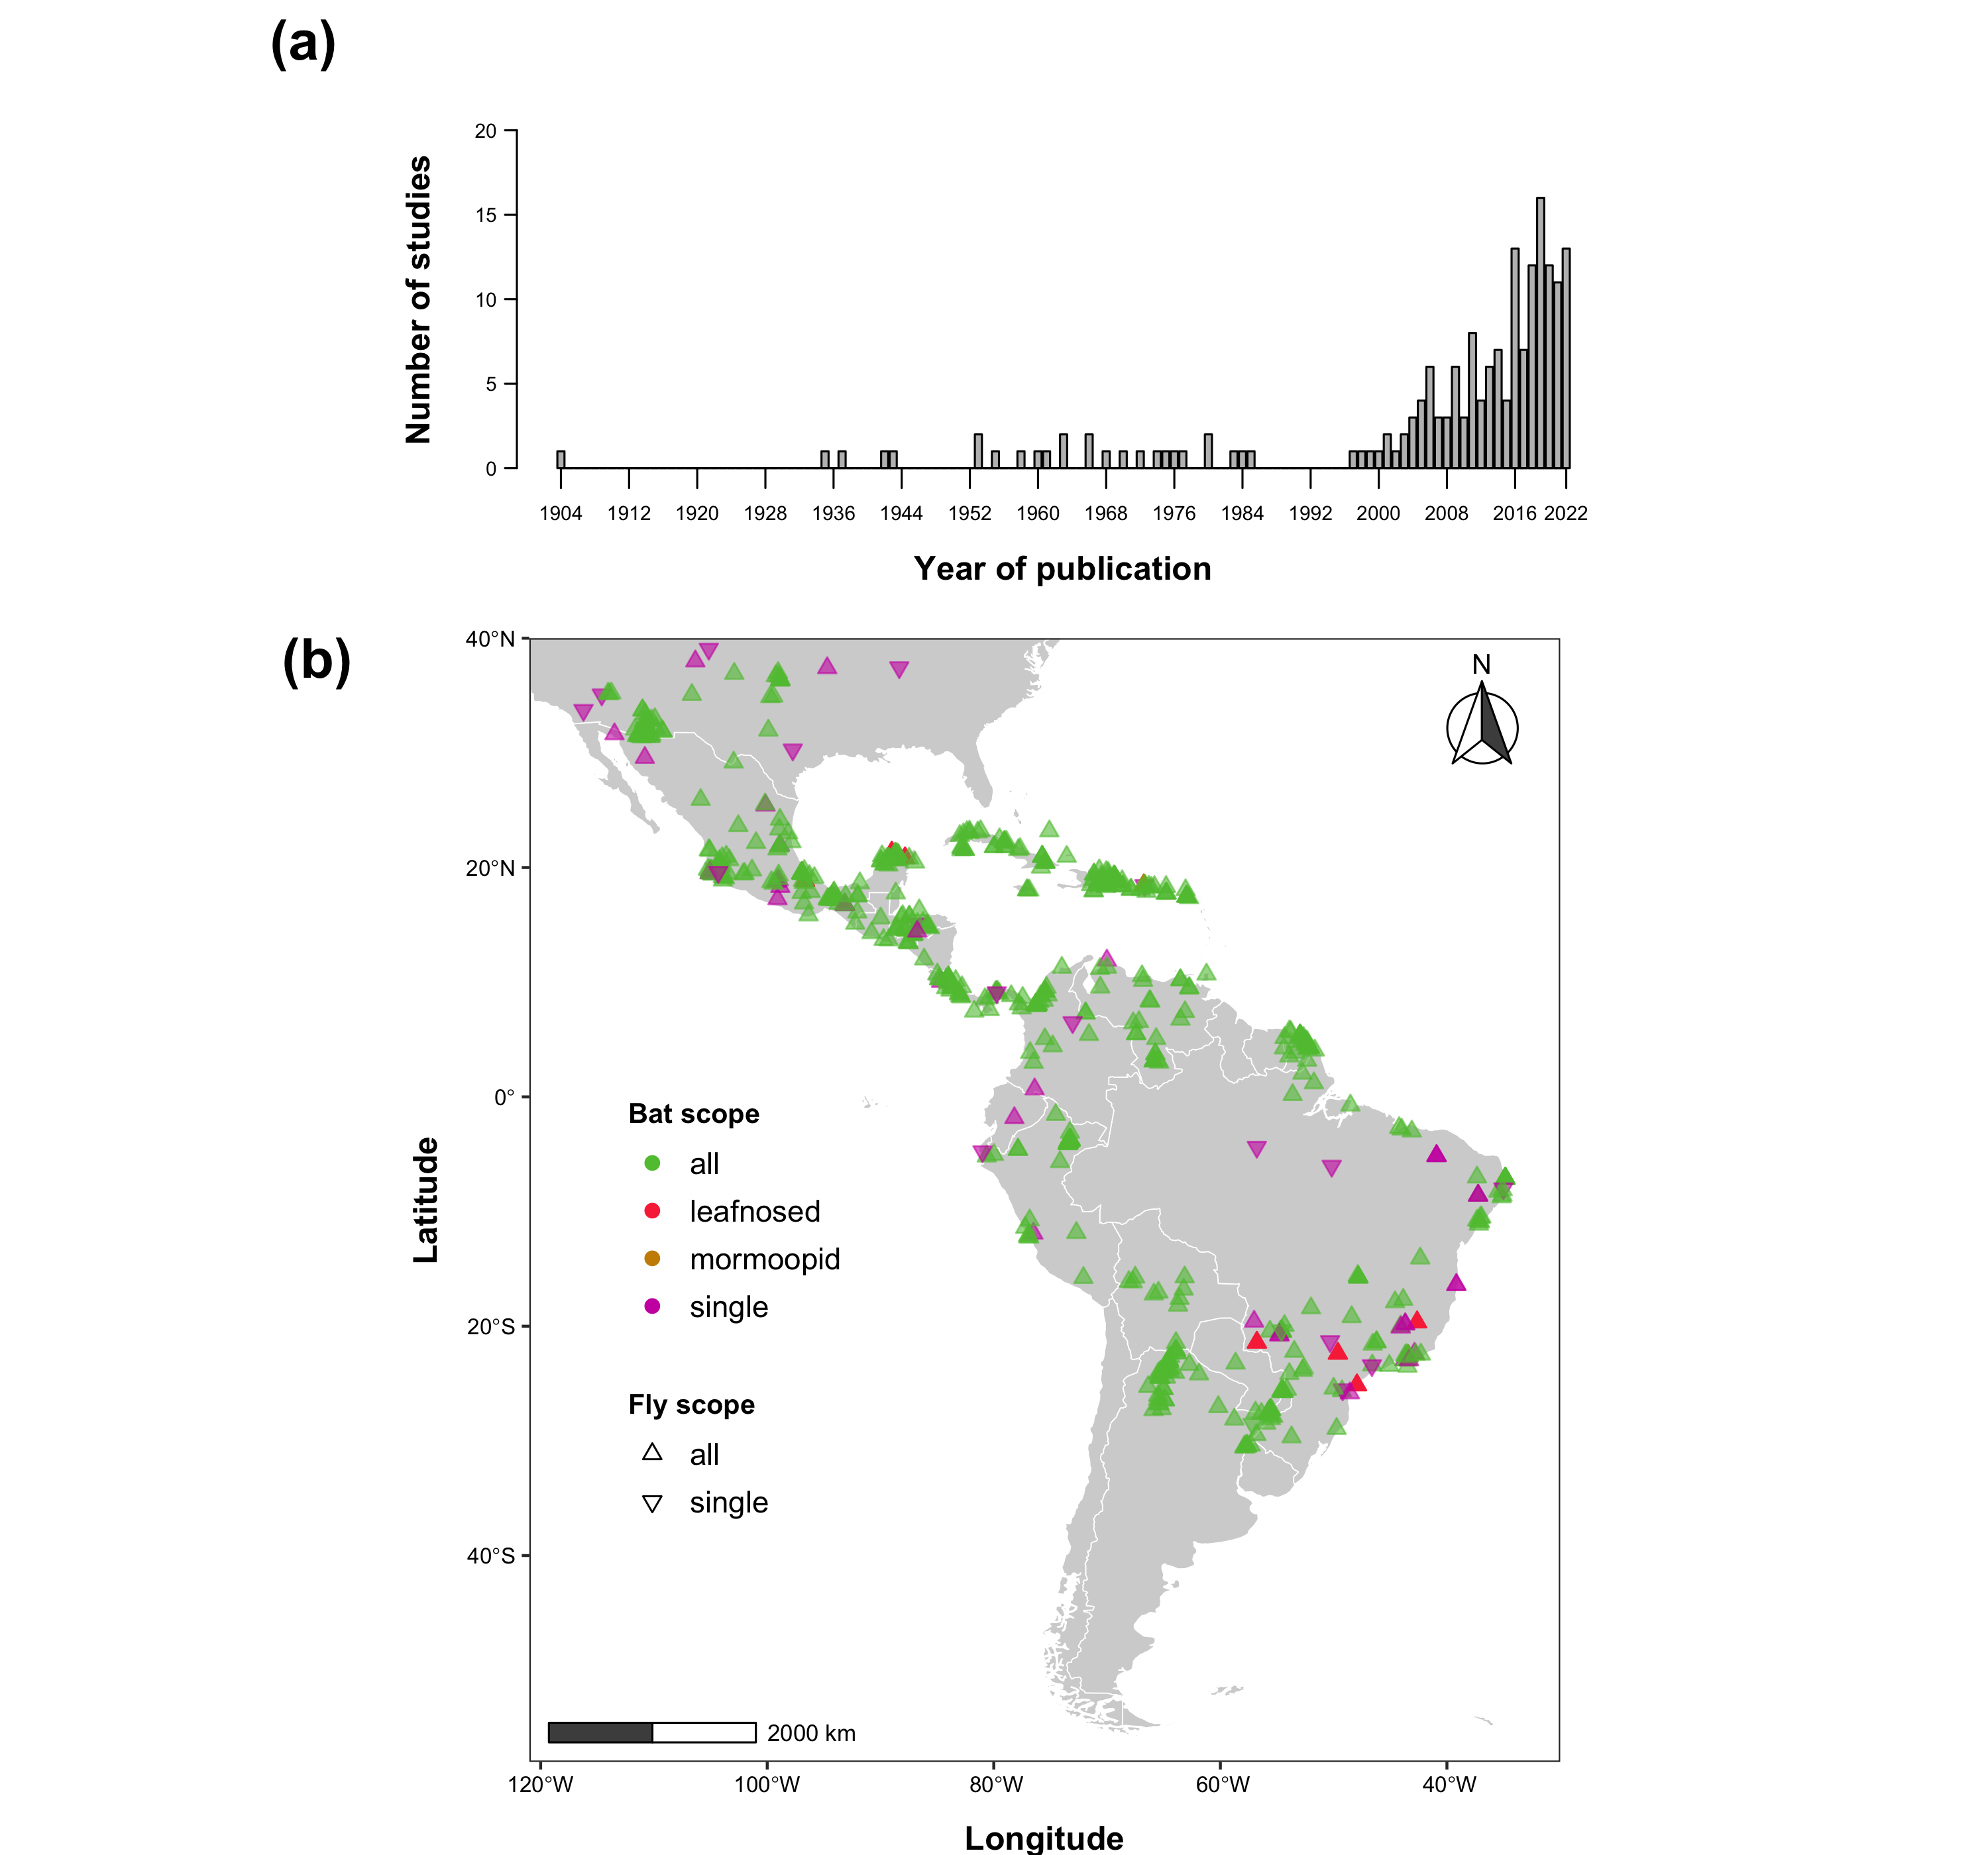 (a)
20
15
10
5
0
Number of studies
1904 1912 1920 1928 1936 1944 1952 1960 1968 1976 1984 1992 2000 2008 2016 2022
Year of publication
(b)
40°N
20°N
0°
20°S
40°S
Latitude
N
Bat scope
all
leafnosed
mormoopid
single
Fly scope
all
single
2000 km
120°W 100°W 80°W 60°W 40°W
Longitude